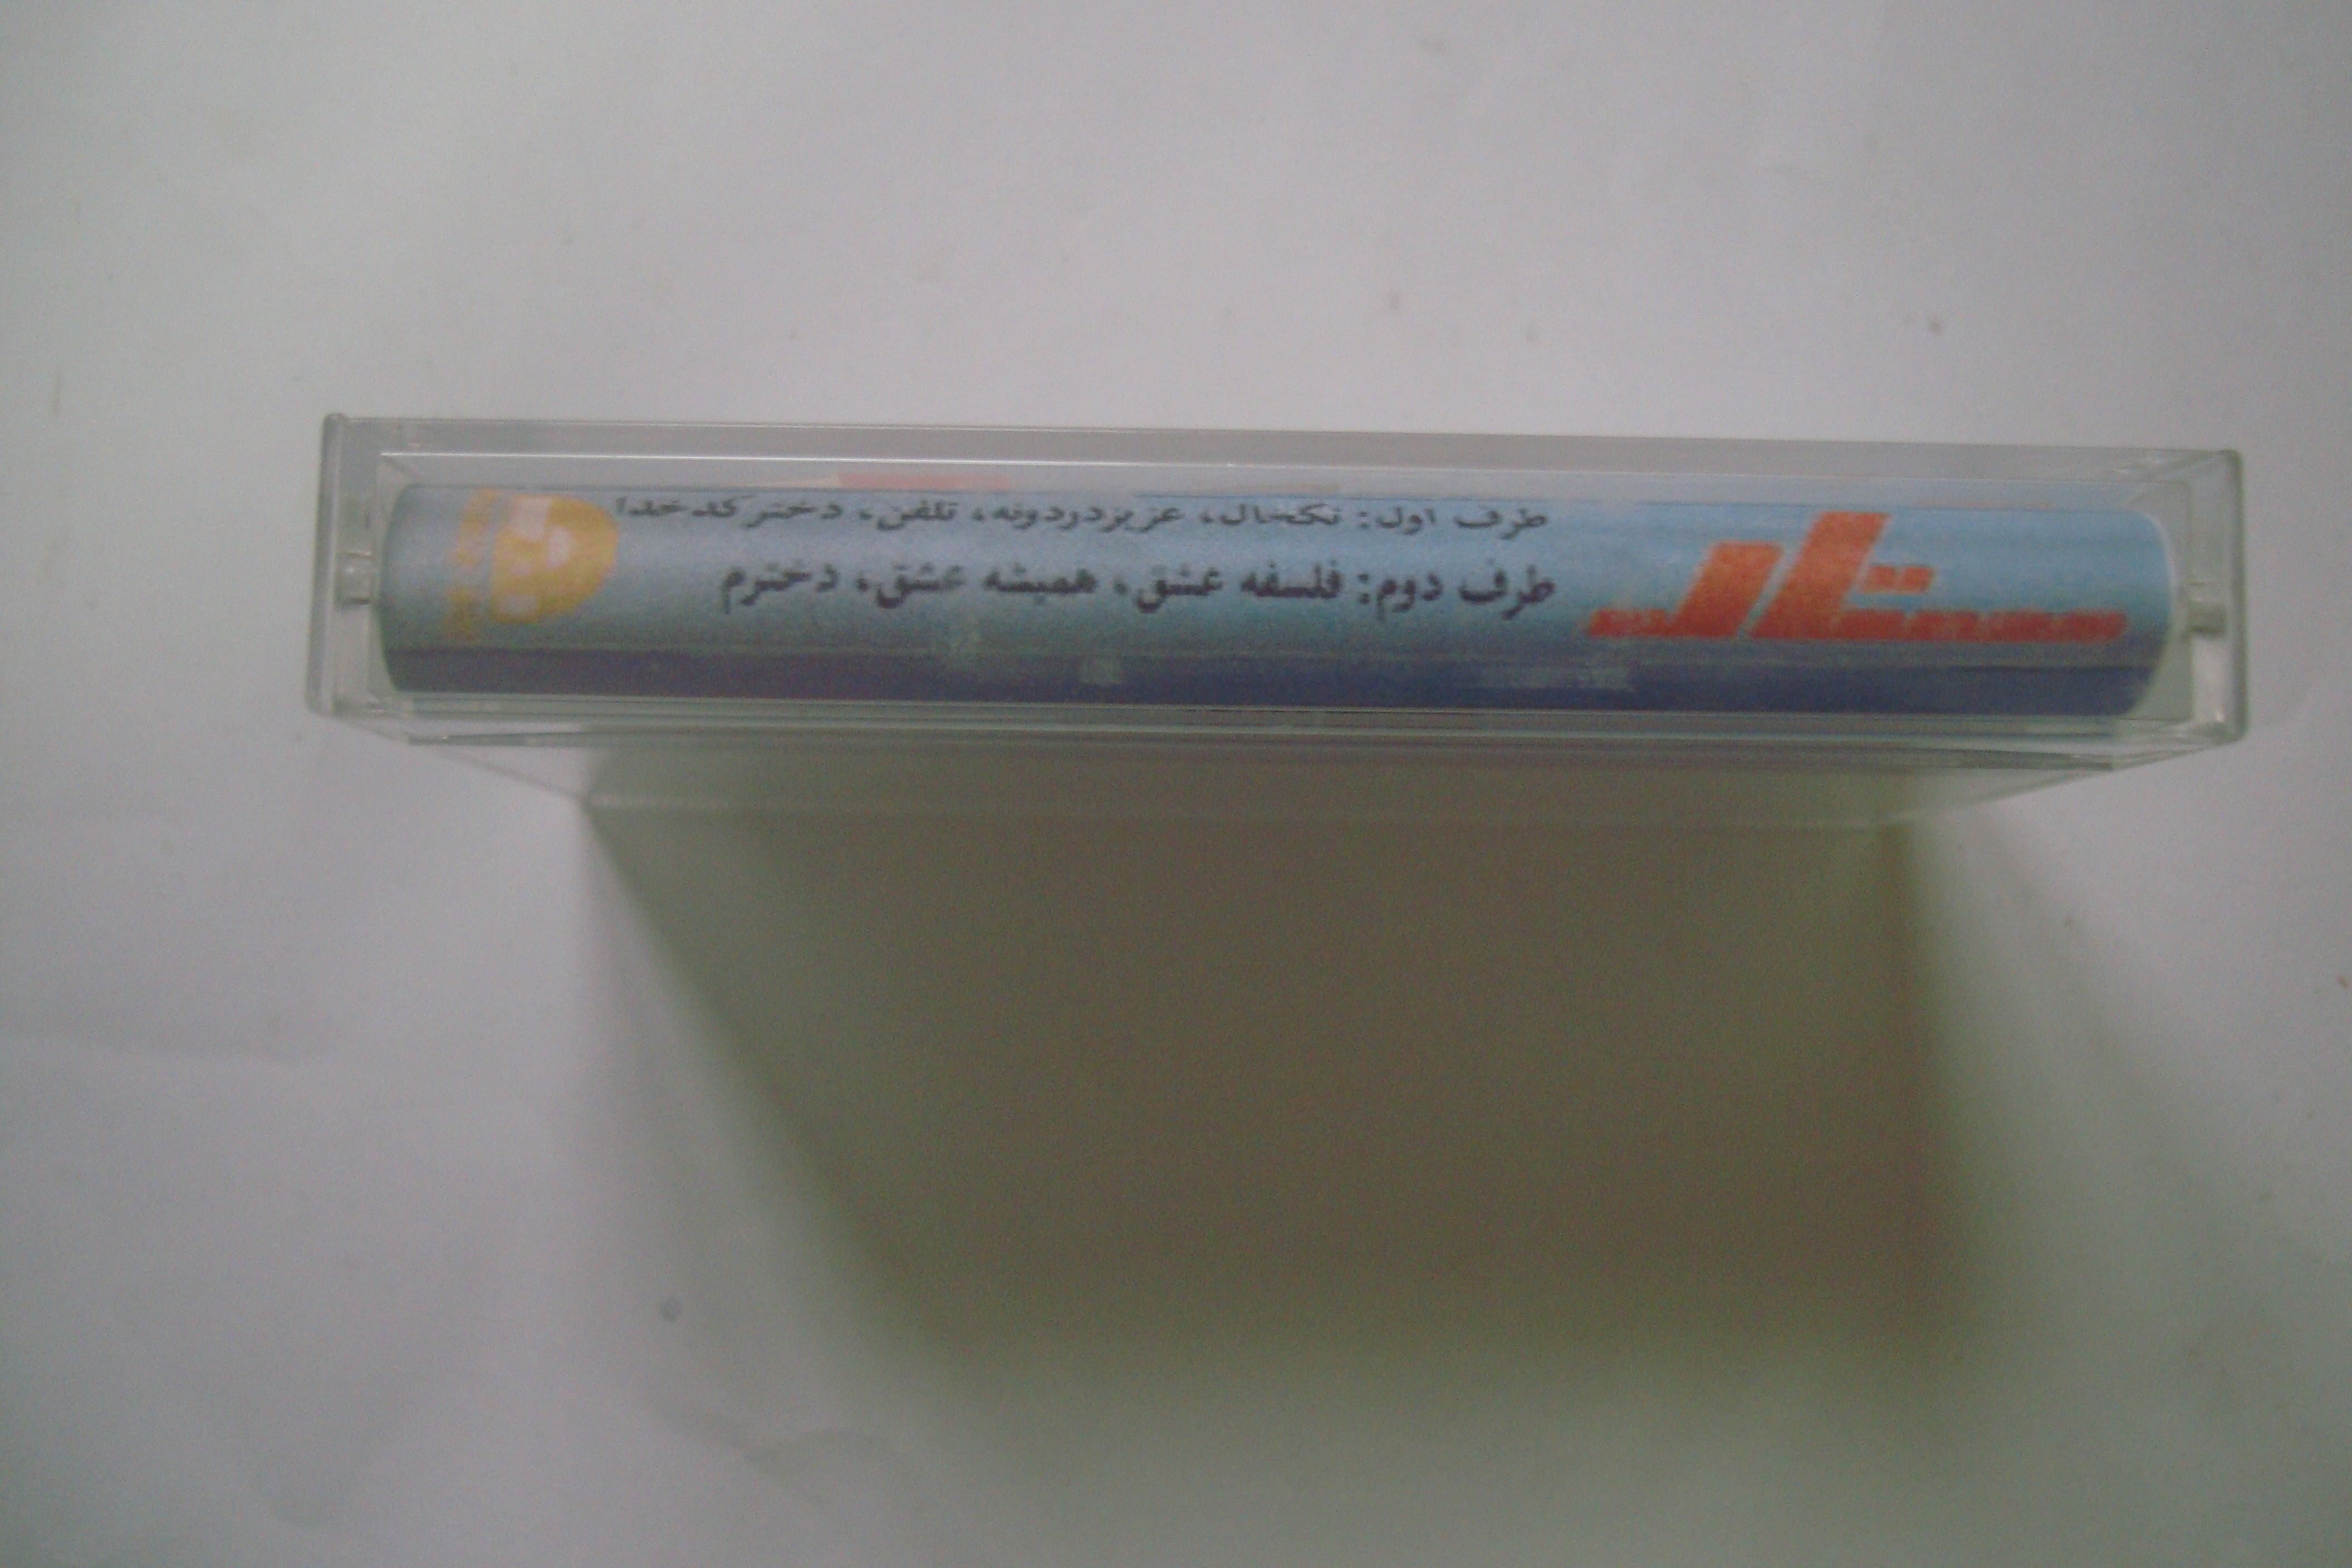 ستار
طرف اول: تکخال، عزیزدردونه، تلفن، دختر کدخدا
طرف دوم: فلسفه عشق، همیشه عشق، دخترم